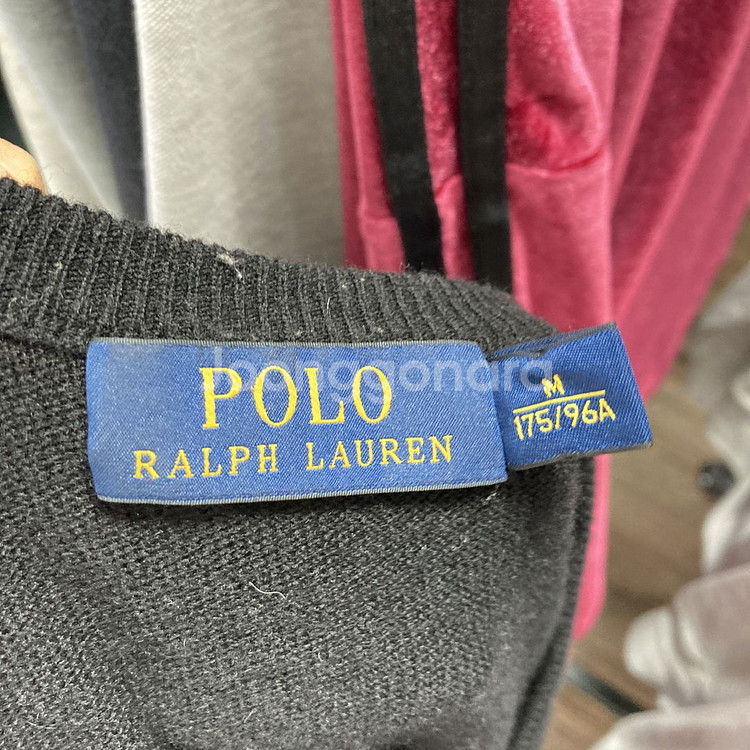 POLO
RALPH LAUREN
M
175/96A